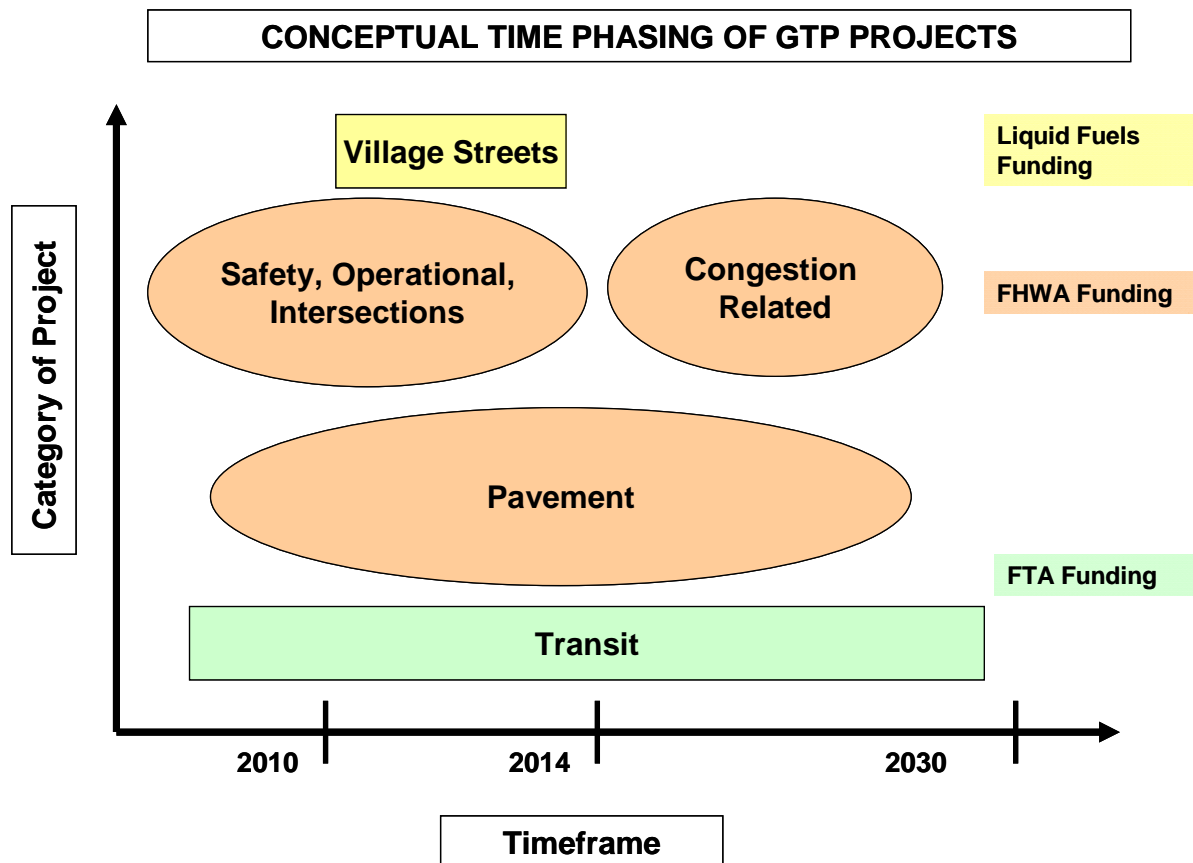 CONCEPTUAL TIME PHASING OF GTP PROJECTS
Village Streets
Liquid Fuels
Funding
Category of Project
Safety, Operational,
Intersections
Congestion
Related
FHWA Funding
Pavement
FTA Funding
Transit
2010
2014
2030
Timeframe